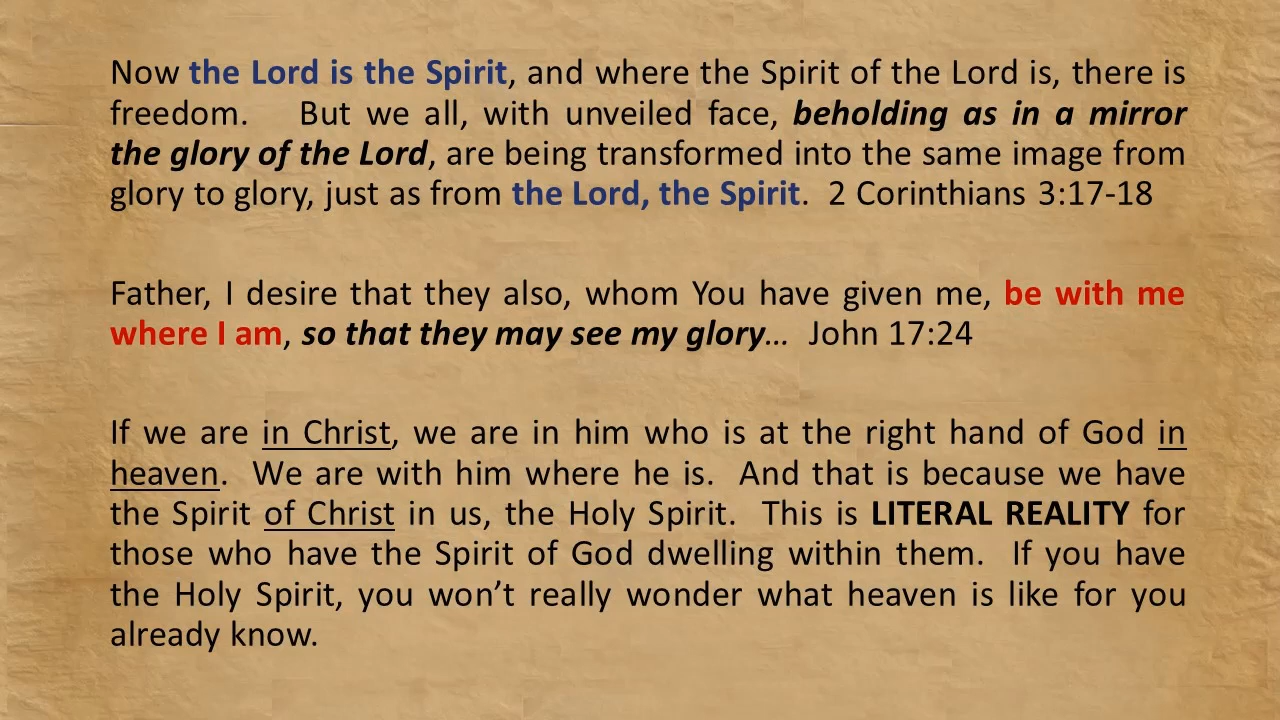 Now the Lord is the Spirit, and where the Spirit of the Lord is, there is
freedom. But we all, with unveiled face, beholding as in a mirror
the glory of the Lord, are being transformed into the same image from
glory to glory, just as from the Lord, the Spirit. 2 Corinthians 3:17-18
Father, I desire that they also, whom You have given me, be with me
where I am, so that they may see my glory… John 17:24
If we are in Christ, we are in him who is at the right hand of God in
heaven. We are with him where he is. And that is because we have
the Spirit of Christ in us, the Holy Spirit. This is LITERAL REALITY for
those who have the Spirit of God dwelling within them. If you have
the Holy Spirit, you won’t really wonder what heaven is like for you
already know.